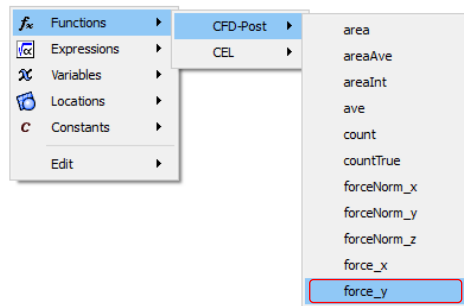 Functions
Expressions
Variables
Locations
Constants
Edit
CFD-Post
CEL
area
areaAve
areaInt
ave
count
countTrue
forceNorm_x
forceNorm_y
forceNorm_z
force_x
force_y